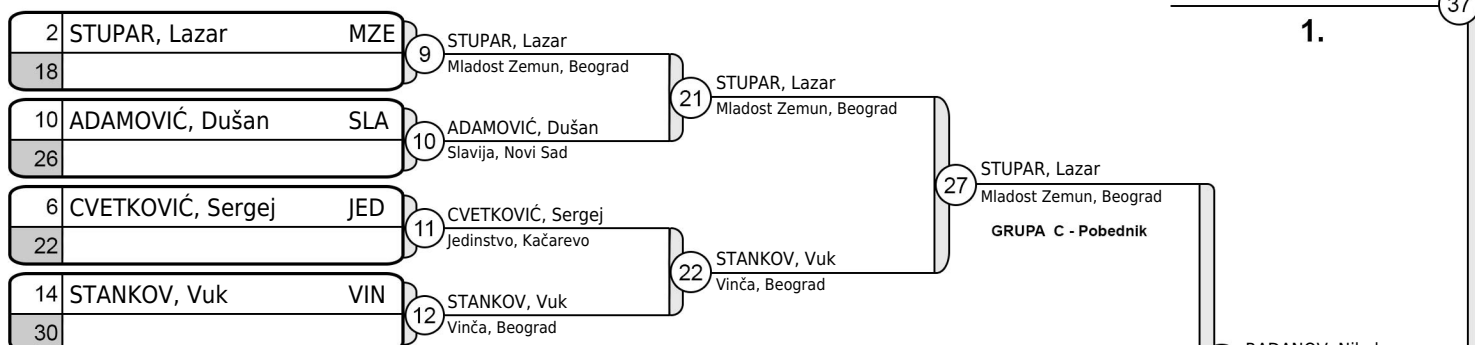 37
1.
2 STUPAR, Lazar MZE
18
9
STUPAR, Lazar
Mladost Zemun, Beograd
10 ADAMOVIĆ, Dušan SLA
26
10
ADAMOVIĆ, Dušan
Slavija, Novi Sad
21
STUPAR, Lazar
Mladost Zemun, Beograd
6 CVETKOVIĆ, Sergej JED
22
11
CVETKOVIĆ, Sergej
Jedinstvo, Kačarevo
14 STANKOV, Vuk VIN
30
12
STANKOV, Vuk
Vinča, Beograd
22
STANKOV, Vuk
Vinča, Beograd
27
STUPAR, Lazar
Mladost Zemun, Beograd
GRUPA C - Pobednik